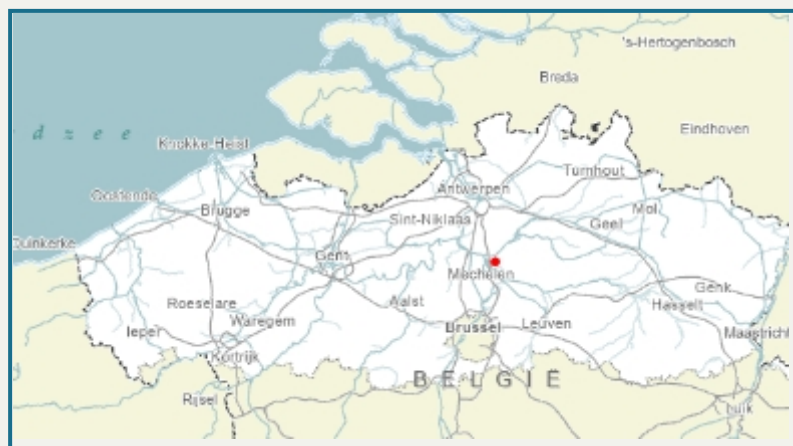 's-Hertogenbosch
Breda
d z e e
Eindhoven
Knokke-Heist
Turnhout
Antwerpen
Oostende
Mol
Brugge
Sint-Niklaas
Geel
Duinkerke
Gent
Mechelen
Genk
Roeselare
Aalst
Hasselt
Waregem
Ieper
Brussel
Leuven
Maastricht
Kortrijk
BELGIË
Rijsel
Luik